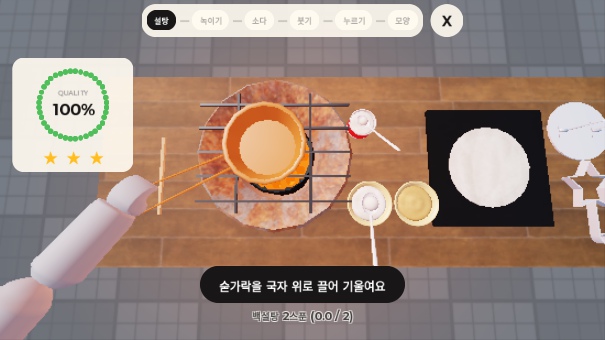 설탕 녹이기 소다 붓기 누르기 모양 X
QUALITY
100%
숟가락을 국자 위로 끌어 기울여요
백설탕 2스푼 (0.0 / 2)